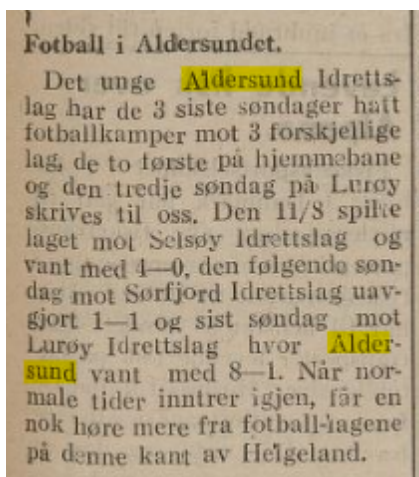 Fotball i Aldersundet.
Det unge Aldersund Idretts-
lag har de 3 siste søndager hatt
fotballkamper mot 3 forskjellige
lag, de to første på hjemmebane
og den tredje søndag på Lurøy
skrives til oss. Den 11/8 spilte
laget mot Selsøy Idrettslag og
vant med 4—0, den følgende søn-
dag mot Sørfjord Idrettslag uav-
gjort 1—1 og sist søndag mot
Lurøy Idrettslag hvor Alder-
sund vant med 8—1. Når nor-
male tider inntrer igjen, får en
nok høre mere fra fotball-lagene
på denne kant av Helgeland.